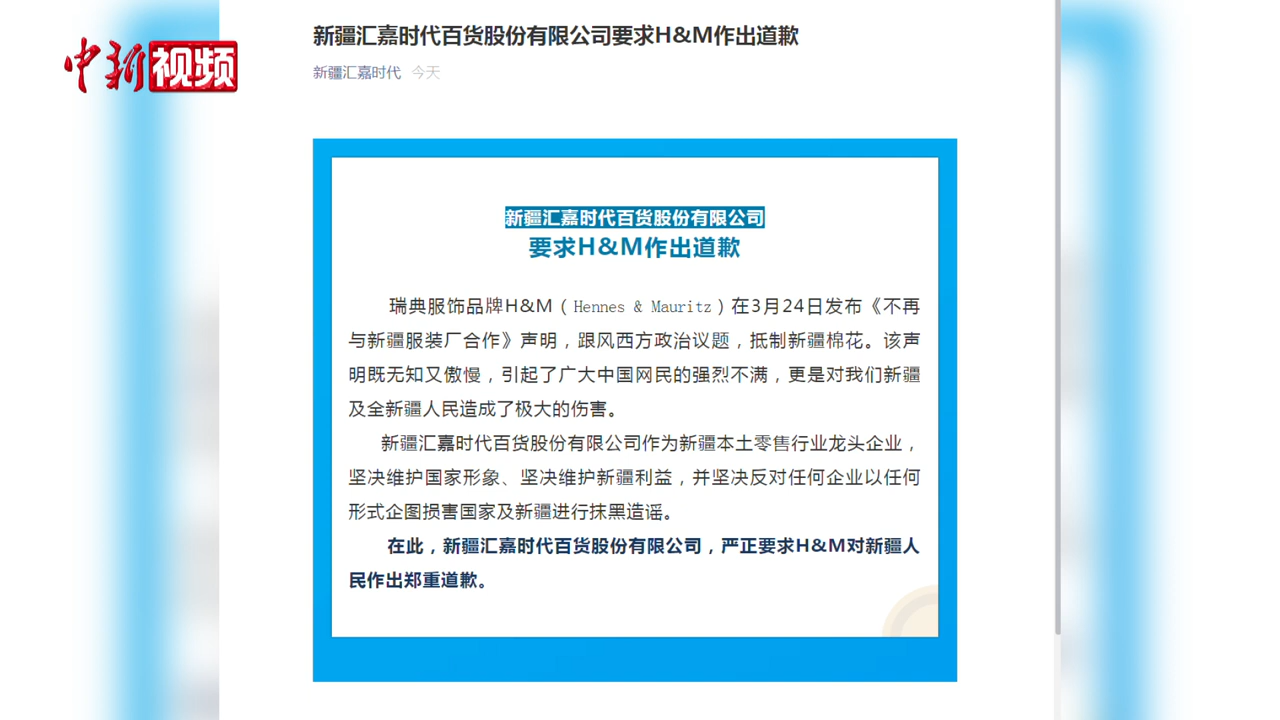 新疆汇嘉时代百货股份有限公司要求H&M作出道歉
中新视频
新疆汇嘉时代 今天
新疆汇嘉时代百货股份有限公司
要求H&M作出道歉
瑞典服饰品牌H&M（Hennes & Mauritz）在3月24日发布《不再
与新疆服装厂合作》声明，跟风西方政治议题，抵制新疆棉花。该声
明既无知又傲慢，引起了广大中国网民的强烈不满，更是对我们新疆
及全新疆人民造成了极大的伤害。
新疆汇嘉时代百货股份有限公司作为新疆本土零售行业龙头企业，
坚决维护国家形象、坚决维护新疆利益，并坚决反对任何企业以任何
形式企图损害国家及新疆进行抹黑造谣。
在此，新疆汇嘉时代百货股份有限公司，严正要求H&M对新疆人
民作出郑重道歉。